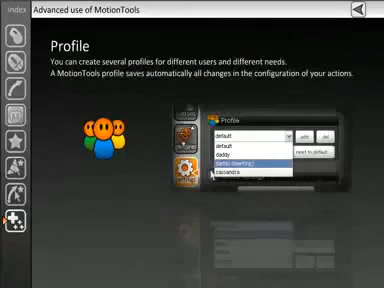 index
Advanced use of MotionTools
Profile
You can create several profiles for different users and different needs.
A MotionTools profile saves automatically all changes in the configuration of your actions.
customs
Profile
default
add
del
default
daddy
reset to default
cassandra
settings